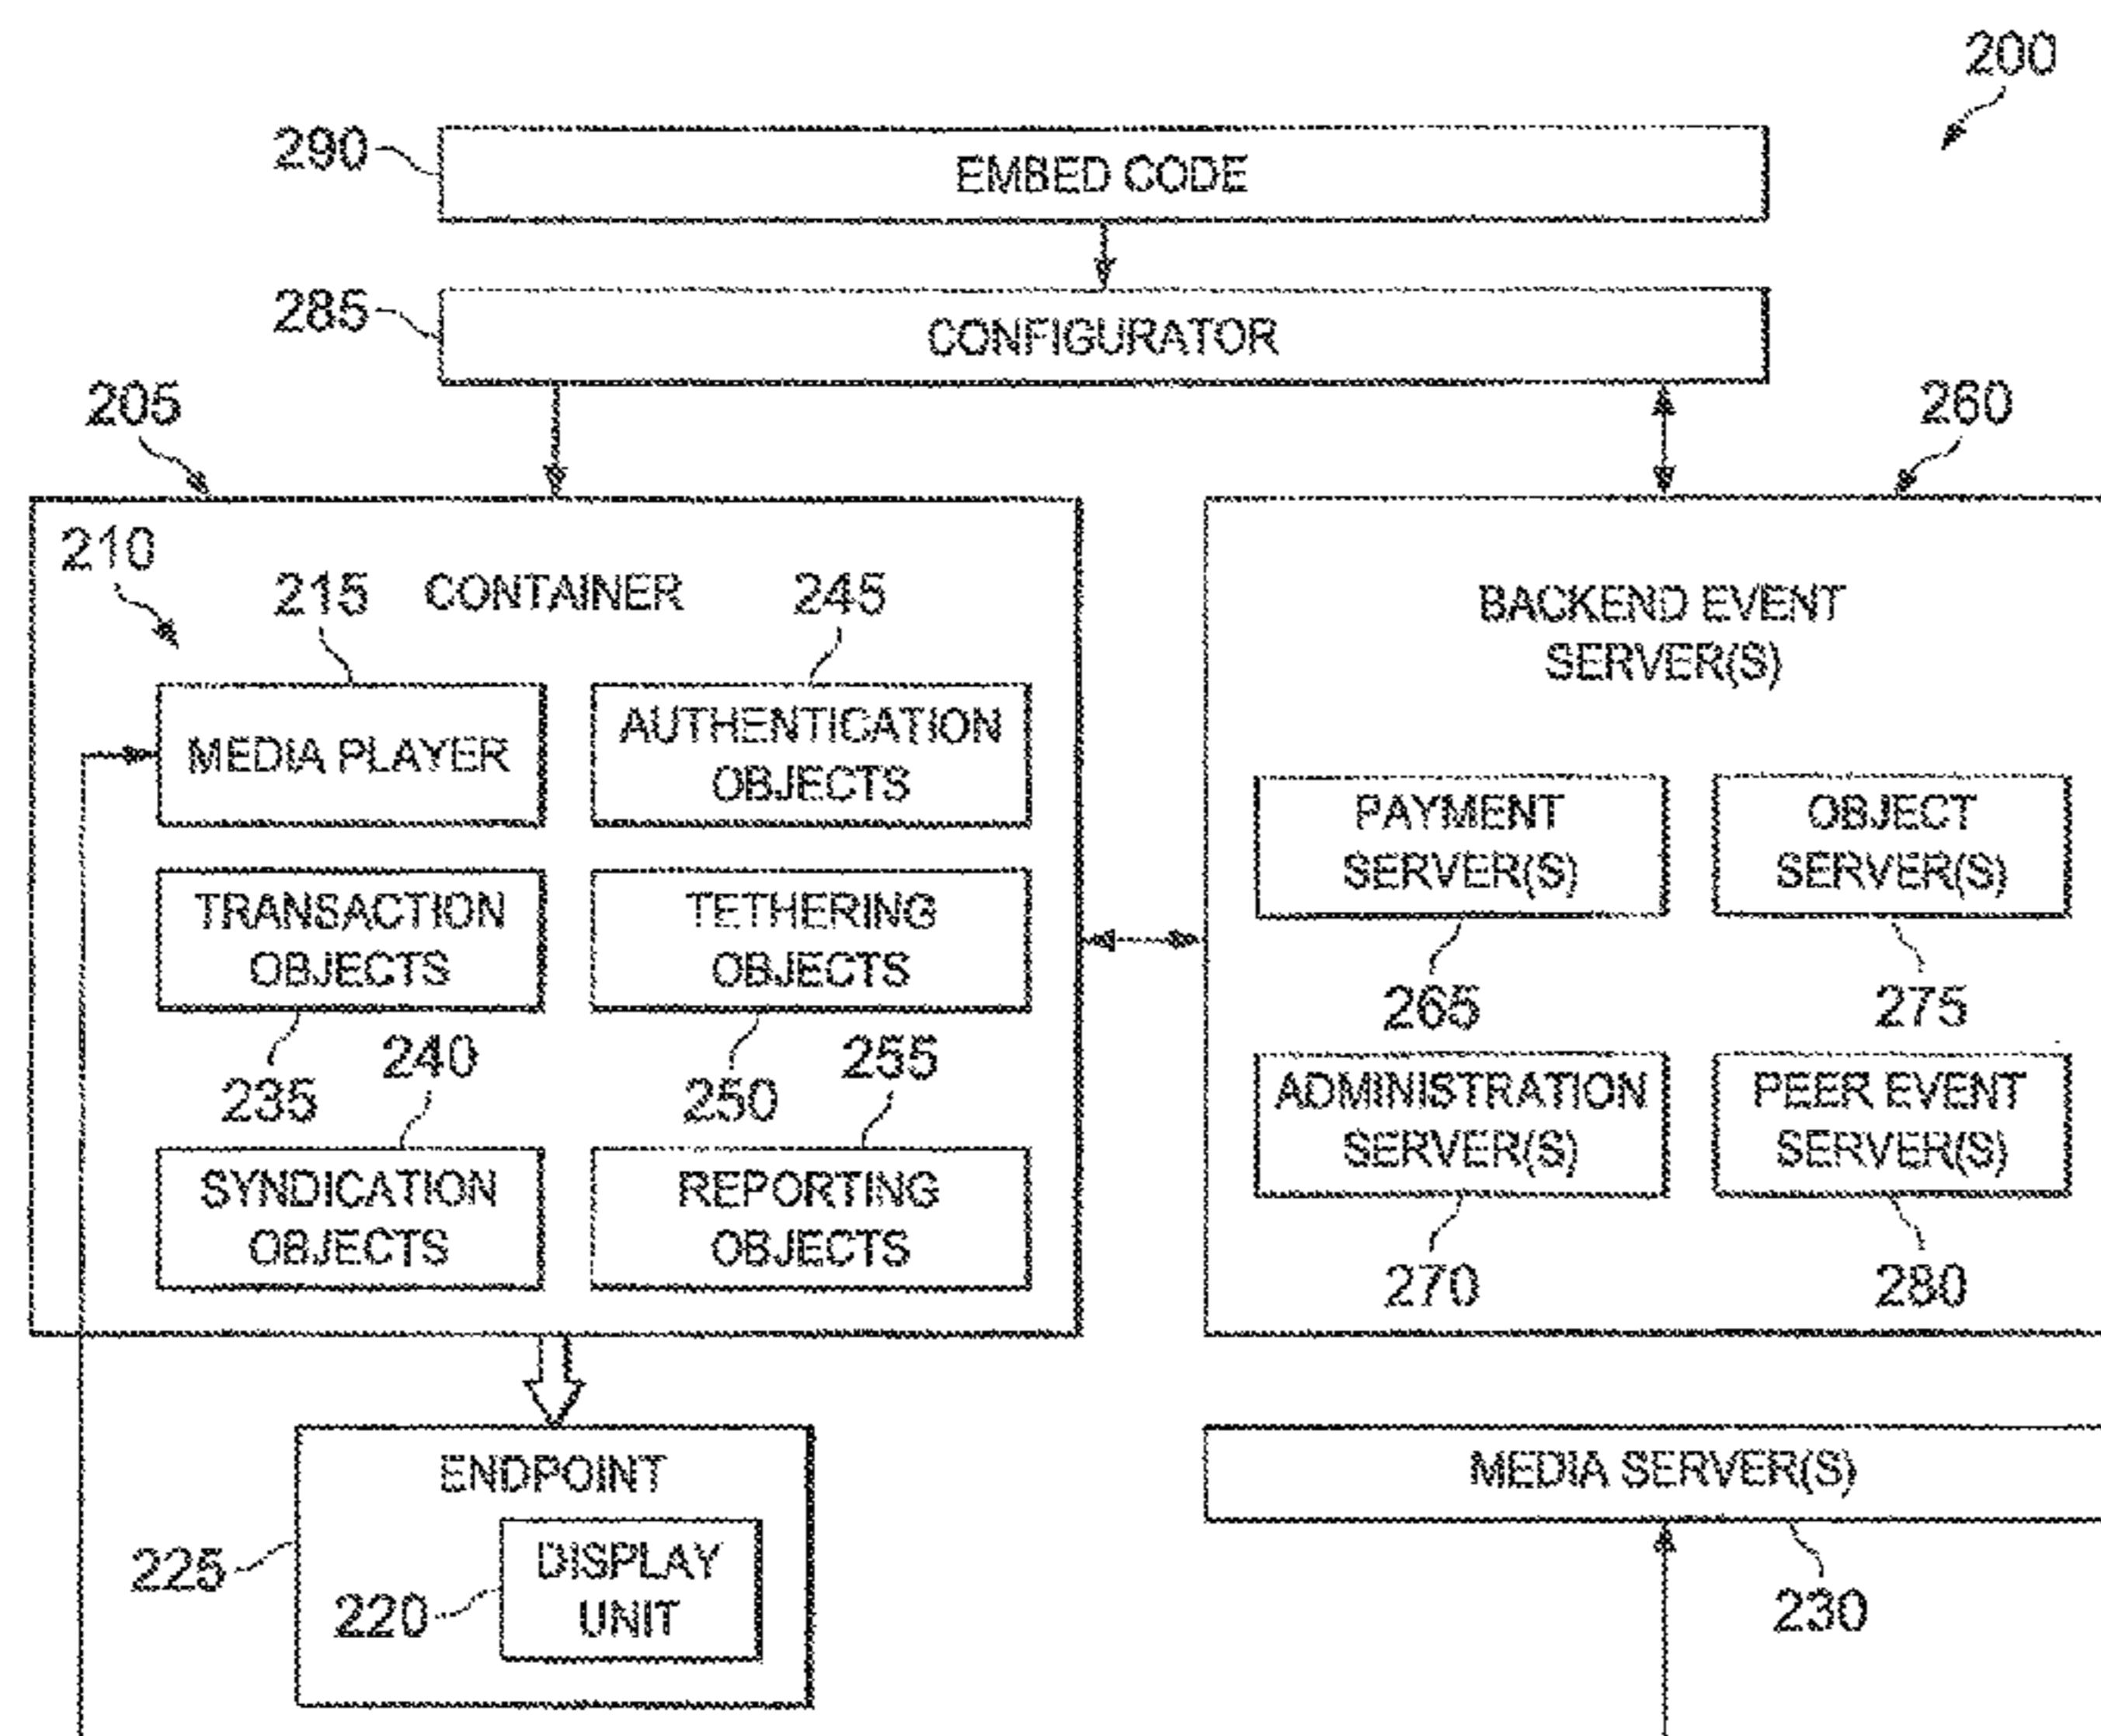 200
290
EMBED CODE
285
CONFIGURATOR
205
260
210
215
CONTAINER
245
MEDIA PLAYER
AUTHENTICATION
OBJECTS
TRANSACTION
OBJECTS
TETHERING
OBJECTS
235
240
250
255
SYNDICATION
OBJECTS
REPORTING
OBJECTS
BACKEND EVENT
SERVER(S)
PAYMENT
SERVER(S)
OBJECT
SERVER(S)
265
275
ADMINISTRATION
SERVER(S)
PEER EVENT
SERVER(S)
270
280
ENDPOINT
225
DISPLAY
UNIT
220
MEDIA SERVER(S)
230